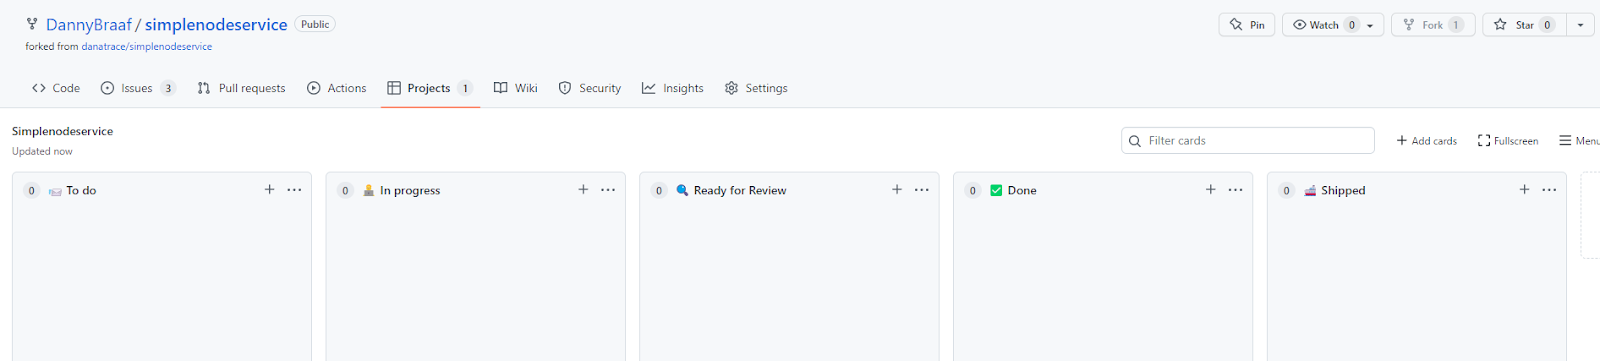 DannyBraaf / simplenodeservice Public
Pin Watch 0 Fork 1 Star 0
forked from danatrace/simplenodeservice
Code Issues 3 Pull requests Actions Projects 1 Wiki Security Insights Settings
Simplenodeservice
Updated now
Filter cards
Add cards Fullscreen Menu
0 To do
0 In progress
0 Ready for Review
0 Done
0 Shipped